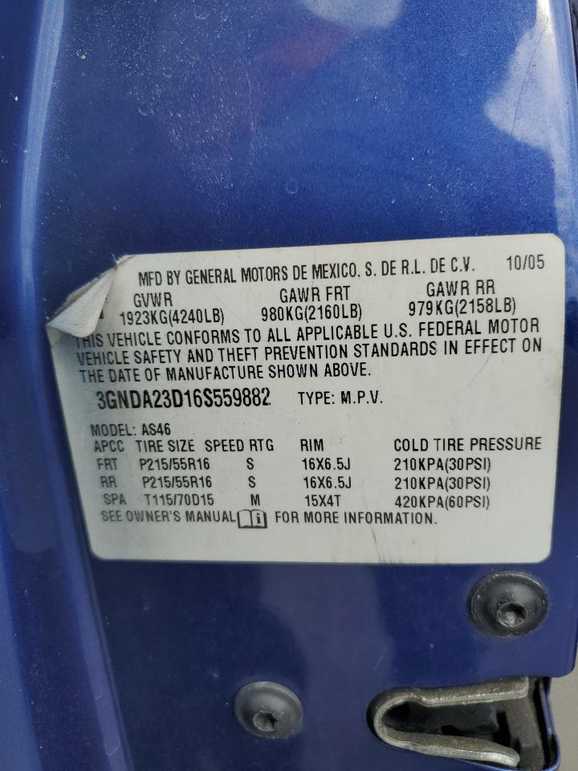 MFD BY GENERAL MOTORS DE MEXICO. S. DE R.L. DE C.V. 10/05
GVWR GAWR FRT GAWR RR
1923KG(4240LB) 980KG(2160LB) 979KG(2158LB)
THIS VEHICLE CONFORMS TO ALL APPLICABLE U.S. FEDERAL MOTOR
VEHICLE SAFETY AND THEFT PREVENTION STANDARDS IN EFFECT ON
THE DATE OF MANUFACTURE SHOWN ABOVE.
3GNDA23D16S559882 TYPE: M.P.V.
MODEL: AS46
APCC TIRE SIZE SPEED RTG RIM COLD TIRE PRESSURE
FRT P215/55R16 S 16X6.5J 210KPA(30PSI)
RR P215/55R16 S 16X6.5J 210KPA(30PSI)
SPA T115/70D15 M 15X4T 420KPA(60PSI)
SEE OWNER'S MANUAL i FOR MORE INFORMATION.